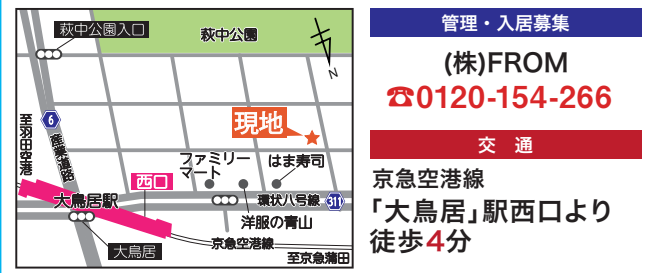 萩中公園入口
萩中公園
N
6
産業道路
至羽田空港
現地
ファミリー
マート
はま寿司
西口
大鳥居駅
環状八号線
311
洋服の青山
大鳥居
京急空港線
至京急蒲田
管理・入居募集
(株)FROM
☎0120-154-266
交 通
京急空港線
「大鳥居」駅西口より
徒歩4分